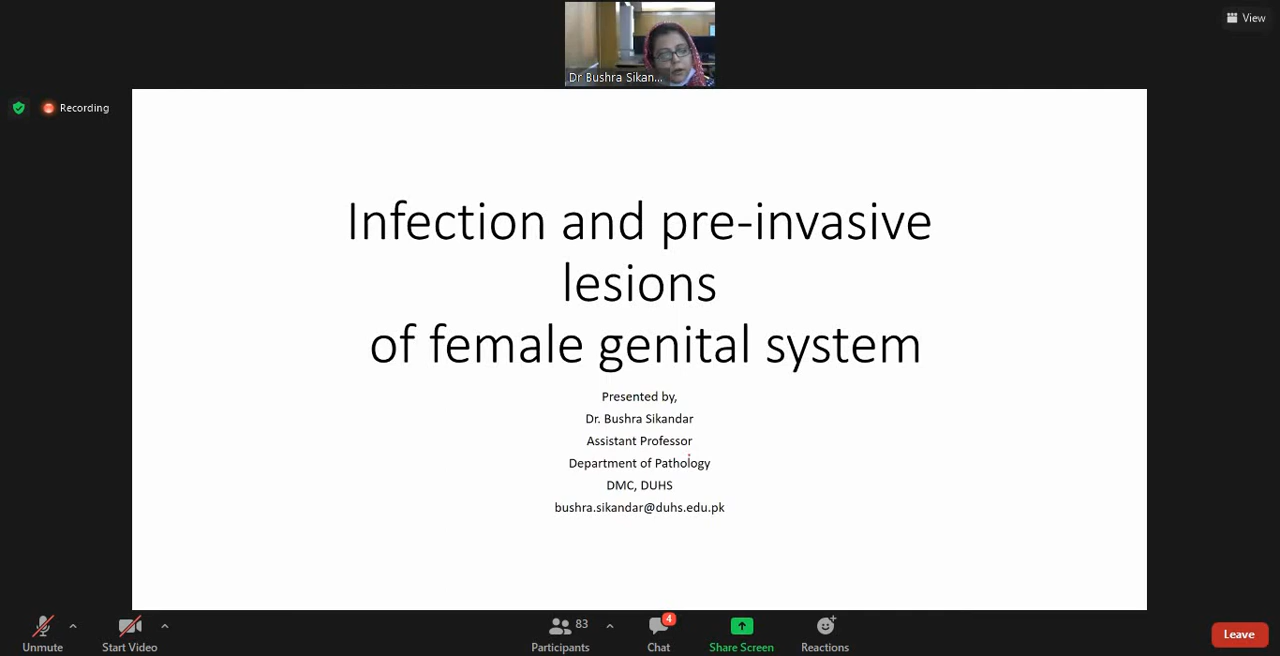 View
Dr Bushra Sikan...
Recording
Infection and pre-invasive
lesions
of female genital system
Presented by,
Dr. Bushra Sikandar
Assistant Professor
Department of Pathology
DMC, DUHS
bushra.sikandar@duhs.edu.pk
Unmute
Start Video
83
Participants
4
Chat
Share Screen
Reactions
Leave